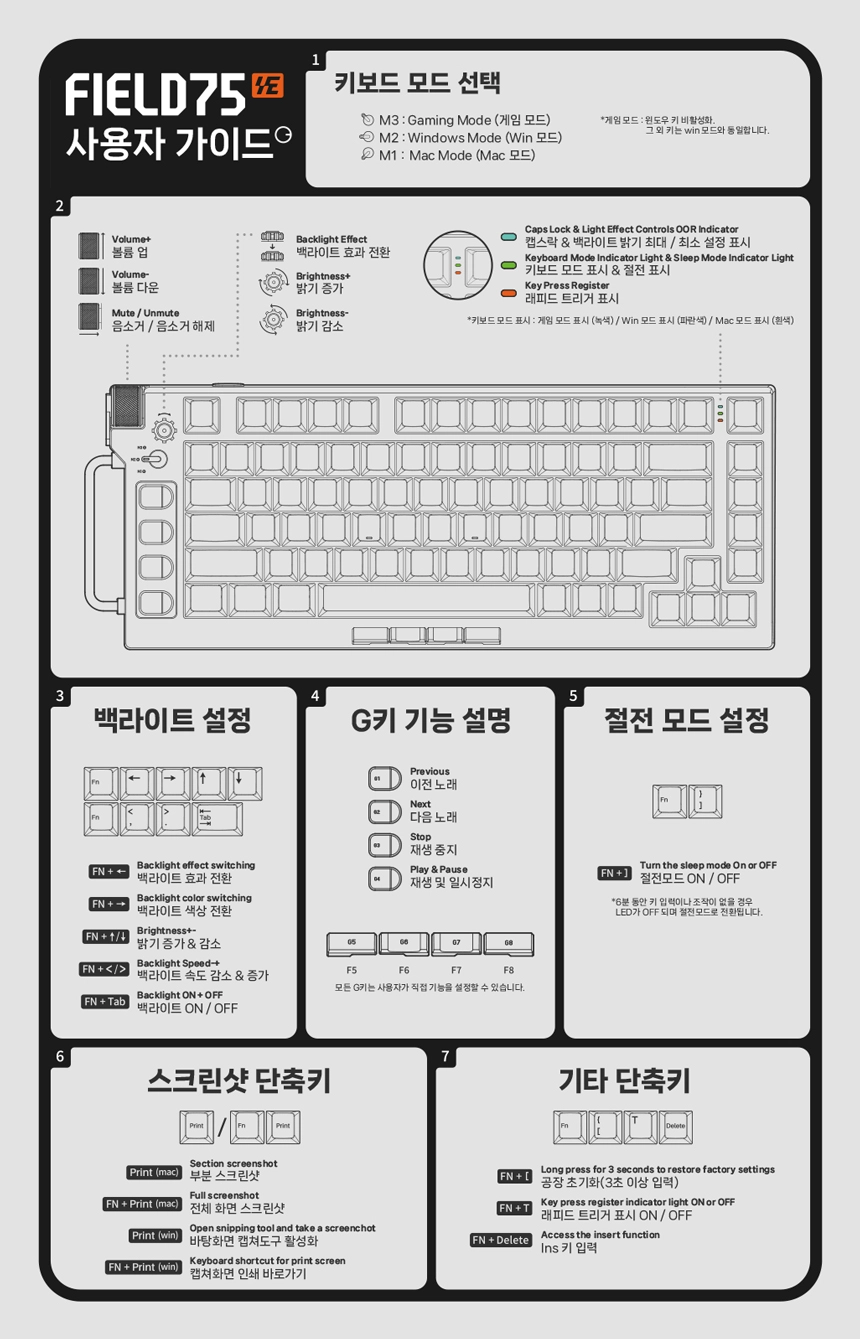 FIELD75 HE
사용자 가이드
1
키보드 모드 선택
M3 : Gaming Mode (게임 모드)
M2 : Windows Mode (Win 모드)
M1 : Mac Mode (Mac 모드)
*게임 모드 : 윈도우 키 비활성화.
그 외 키는 win 모드와 동일합니다.
2
Volume+
볼륨 업
Volume-
볼륨 다운
Mute / Unmute
음소거 / 음소거 해제
Backlight Effect
백라이트 효과 전환
Brightness+
밝기 증가
Brightness-
밝기 감소
Caps Lock & Light Effect Controls OOR Indicator
캡스락 & 백라이트 밝기 최대 / 최소 설정 표시
Keyboard Mode Indicator Light & Sleep Mode Indicator Light
키보드 모드 표시 & 절전 표시
Key Press Register
래피드 트리거 표시
*키보드 모드 표시 : 게임 모드 표시 (녹색) / Win 모드 표시 (파란색) / Mac 모드 표시 (흰색)
M3
M2
M1
3
백라이트 설정
Fn ← → ↑ ↓
Fn < , > . Tab
FN + ←
Backlight effect switching
백라이트 효과 전환
FN + →
Backlight color switching
백라이트 색상 전환
FN + ↑/↓
Brightness+-
밝기 증가 & 감소
FN + </>
Backlight Speed-+
백라이트 속도 감소 & 증가
FN + Tab
Backlight ON + OFF
백라이트 ON / OFF
4
G키 기능 설명
G1
Previous
이전 노래
G2
Next
다음 노래
G3
Stop
재생 중지
G4
Play & Pause
재생 및 일시정지
G5 G6 G7 G8
F5 F6 F7 F8
모든 G키는 사용자가 직접 기능을 설정할 수 있습니다.
5
절전 모드 설정
Fn } ]
FN + ]
Turn the sleep mode On or OFF
절전모드 ON / OFF
*6분 동안 키 입력이나 조작이 없을 경우
LED가 OFF 되며 절전모드로 전환됩니다.
6
스크린샷 단축키
Print / Fn Print
Print (mac)
Section screenshot
부분 스크린샷
FN + Print (mac)
Full screenshot
전체 화면 스크린샷
Print (win)
Open snipping tool and take a screenchot
바탕화면 캡쳐도구 활성화
FN + Print (win)
Keyboard shortcut for print screen
캡쳐화면 인쇄 바로가기
7
기타 단축키
Fn { [ T Delete
FN + [
Long press for 3 seconds to restore factory settings
공장 초기화(3초 이상 입력)
FN + T
Key press register indicator light ON or OFF
래피드 트리거 표시 ON / OFF
FN + Delete
Access the insert function
Ins 키 입력